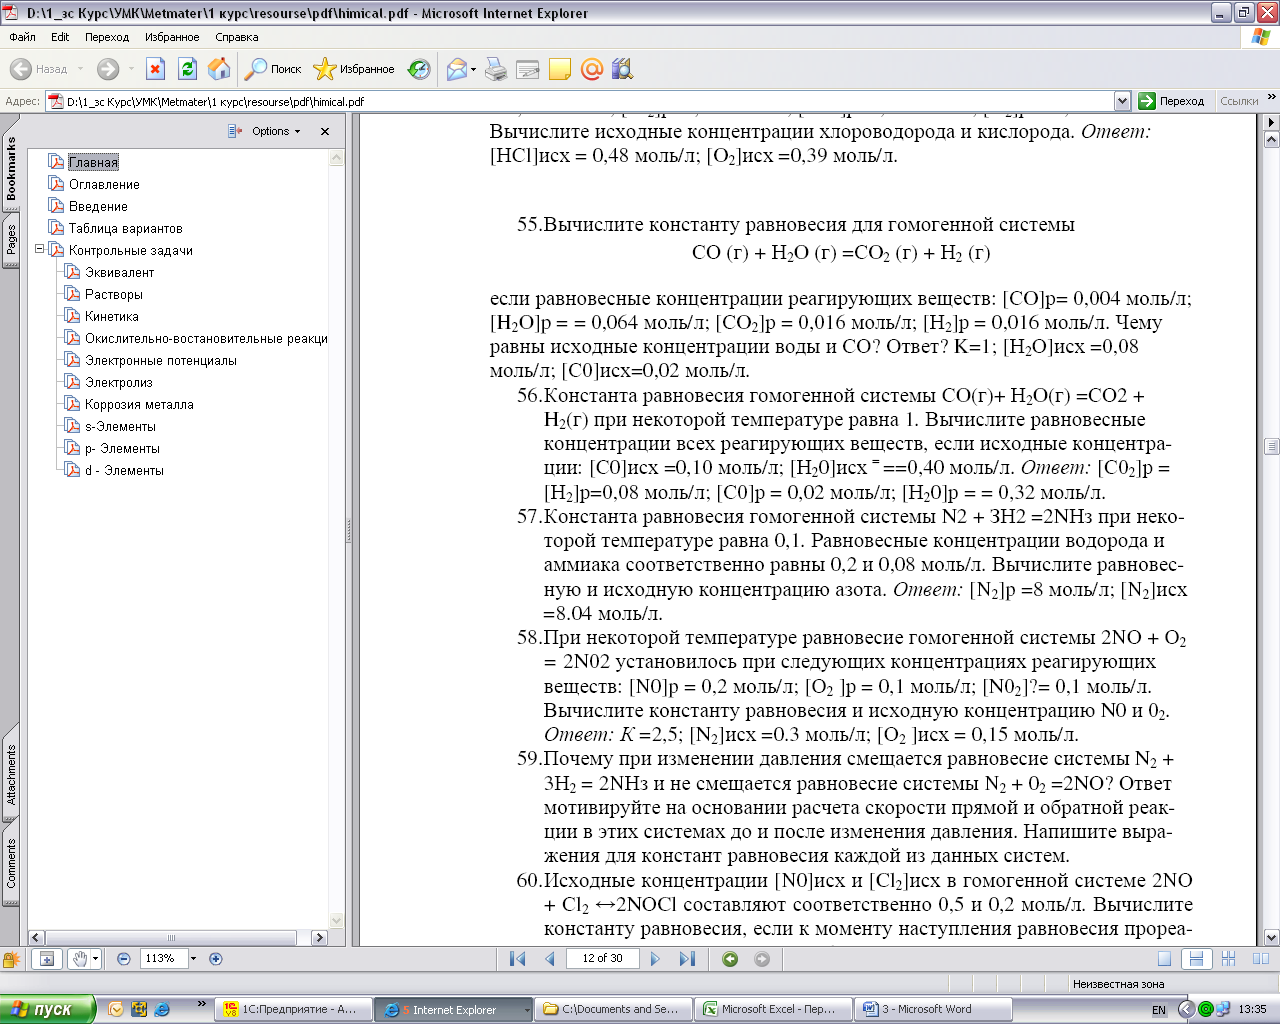 D:\1_зс Курс\УМК\Metmater\1 курс\resourse\pdf\himical.pdf - Microsoft Internet Explorer
Файл Edit Переход Избранное Справка
Назад Поиск Избранное
Адрес: D:\1_зс Курс\УМК\Metmater\1 курс\resourse\pdf\himical.pdf Переход Ссылки »
Options
Bookmarks
Pages
Attachments
Comments
Главная
Оглавление
Введение
Таблица вариантов
Контрольные задачи
Эквивалент
Растворы
Кинетика
Окислительно-востановительные реакци
Электронные потенциалы
Электролиз
Коррозия металла
s-Элементы
p- Элементы
d - Элементы
Вычислите исходные концентрации хлороводорода и кислорода. Ответ:
[HCl]исх = 0,48 моль/л; [O2]исх =0,39 моль/л.
55.Вычислите константу равновесия для гомогенной системы
CO (г) + H2O (г) =CO2 (г) + H2 (г)
если равновесные концентрации реагирующих веществ: [CO]p= 0,004 моль/л;
[H2O]p = = 0,064 моль/л; [CO2]p = 0,016 моль/л; [H2]p = 0,016 моль/л. Чему
равны исходные концентрации воды и CO? Ответ? K=1; [H2O]исх =0,08
моль/л; [C0]исх=0,02 моль/л.
56.Константа равновесия гомогенной системы CO(г)+ H2O(г) =CO2 +
H2(г) при некоторой температуре равна 1. Вычислите равновесные
концентрации всех реагирующих веществ, если исходные концентра-
ции: [C0]исх =0,10 моль/л; [H20]исх = ==0,40 моль/л. Ответ: [C02]p =
[H2]p=0,08 моль/л; [C0]p = 0,02 моль/л; [H20]p = = 0,32 моль/л.
57.Константа равновесия гомогенной системы N2 + ЗH2 =2NHз при неко-
торой температуре равна 0,1. Равновесные концентрации водорода и
аммиака соответственно равны 0,2 и 0,08 моль/л. Вычислите равновес-
ную и исходную концентрацию азота. Ответ: [N2]p =8 моль/л; [N2]исх
=8.04 моль/л.
58.При некоторой температуре равновесие гомогенной системы 2NO + O2
= 2N02 установилось при следующих концентрациях реагирующих
веществ: [N0]p = 0,2 моль/л; [O2 ]p = 0,1 моль/л; [N02]?= 0,1 моль/л.
Вычислите константу равновесия и исходную концентрацию N0 и 02.
Ответ: K =2,5; [N2]исх =0.3 моль/л; [O2 ]исх = 0,15 моль/л.
59.Почему при изменении давления смещается равновесие системы N2 +
3H2 = 2NHз и не смещается равновесие системы N2 + 02 =2NO? Ответ
мотивируйте на основании расчета скорости прямой и обратной реак-
ции в этих системах до и после изменения давления. Напишите выра-
жения для констант равновесия каждой из данных систем.
60.Исходные концентрации [N0]исх и [Cl2]исх в гомогенной системе 2NO
+ Cl2 ↔2NOCl составляют соответственно 0,5 и 0,2 моль/л. Вычислите
константу равновесия, если к моменту наступления равновесия прореа-
113% 12 of 30
Неизвестная зона
пуск » 1С:Предприятие - А... 5 Internet Explorer C:\Documents and Se... Microsoft Excel - Пер... 3 - Microsoft Word EN 13:35